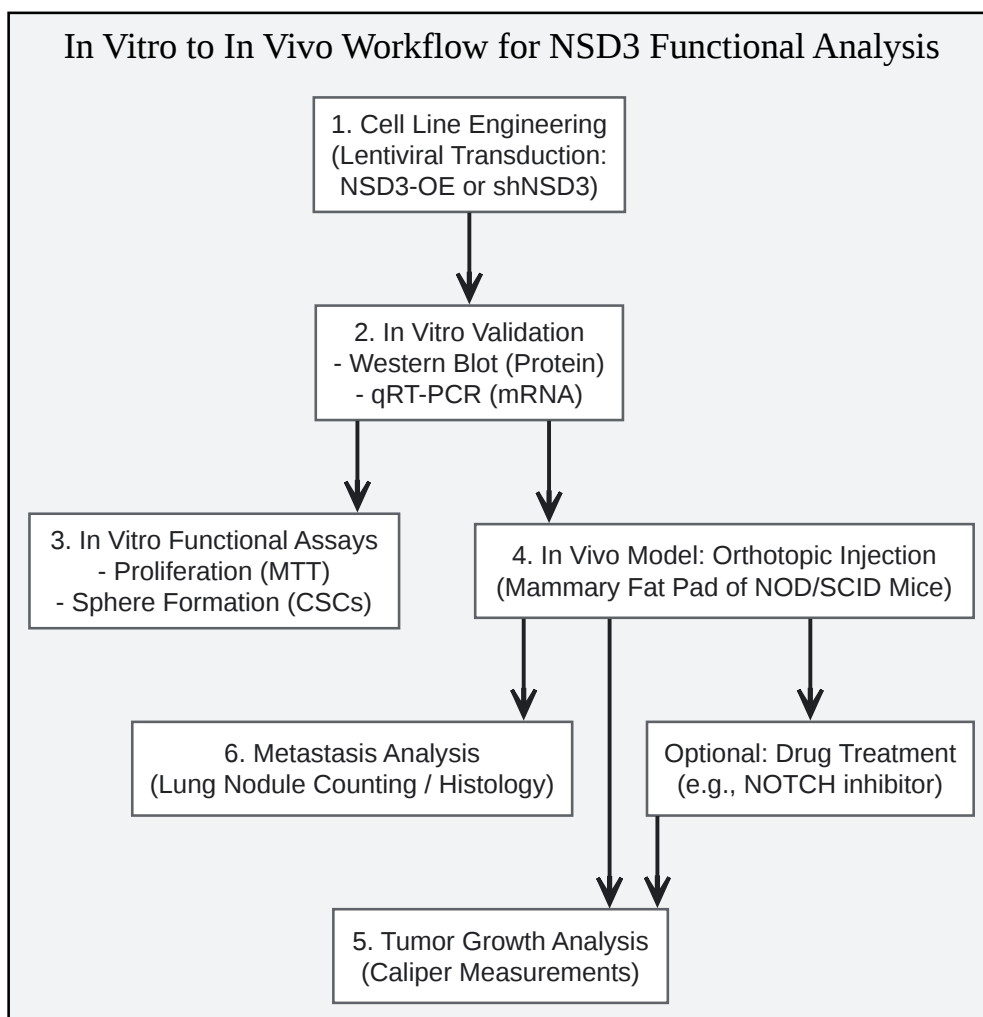 In Vitro to In Vivo Workflow for NSD3 Functional Analysis
1. Cell Line Engineering
(Lentiviral Transduction:
NSD3-OE or shNSD3)
2. In Vitro Validation
- Western Blot (Protein)
- qRT-PCR (mRNA)
3. In Vitro Functional Assays
- Proliferation (MTT)
- Sphere Formation (CSCs)
4. In Vivo Model: Orthotopic Injection
(Mammary Fat Pad of NOD/SCID Mice)
6. Metastasis Analysis
(Lung Nodule Counting / Histology)
Optional: Drug Treatment
(e.g., NOTCH inhibitor)
5. Tumor Growth Analysis
(Caliper Measurements)